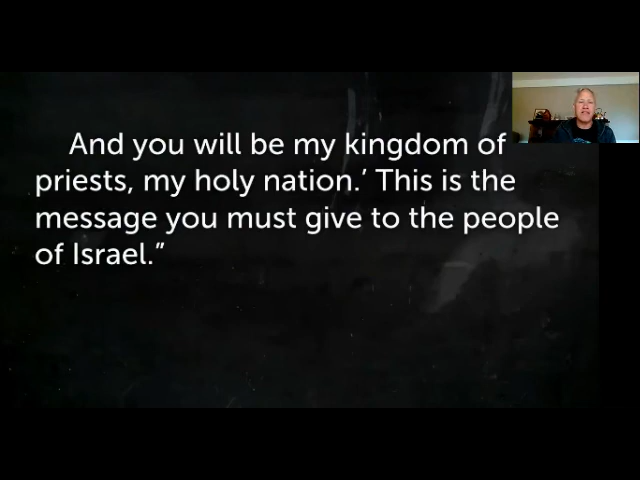 And you will be my kingdom of
priests, my holy nation.’ This is the
message you must give to the people
of Israel.”